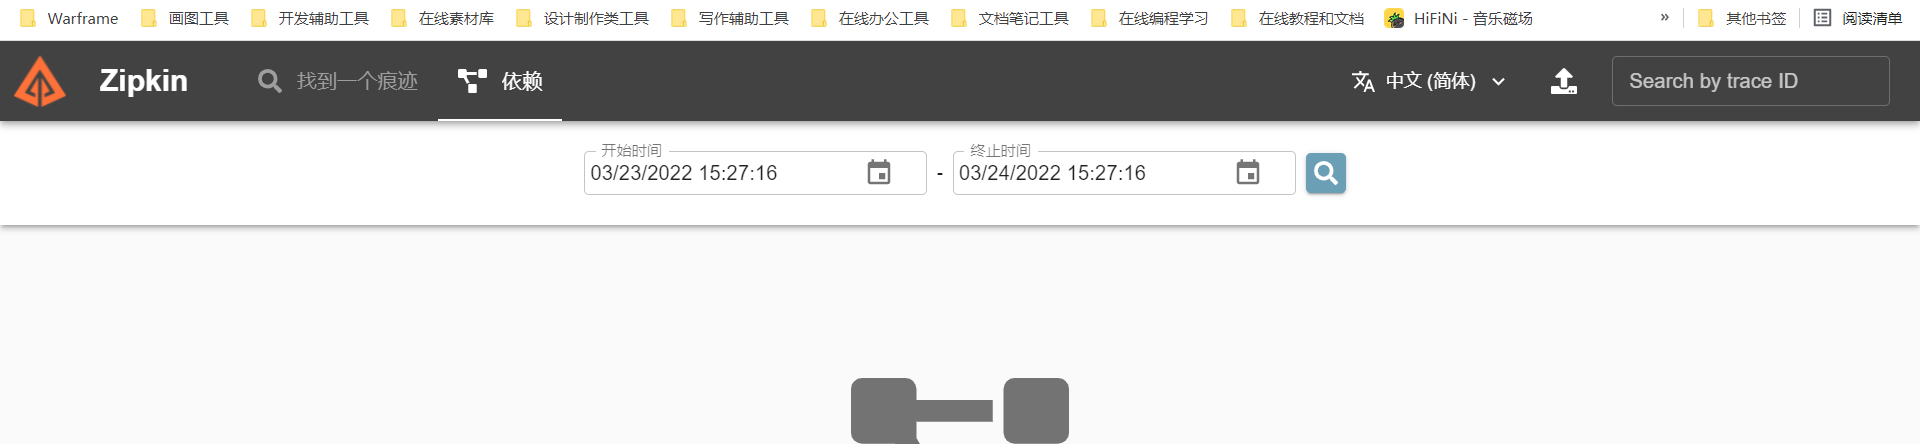 Warframe 画图工具 开发辅助工具 在线素材库 设计制作类工具 写作辅助工具 在线办公工具 文档笔记工具 在线编程学习 在线教程和文档 HiFiNi - 音乐磁场 » 其他书签 阅读清单
Zipkin 找到一个痕迹 依赖 中文 (简体) Search by trace ID
开始时间 终止时间
03/23/2022 15:27:16 - 03/24/2022 15:27:16